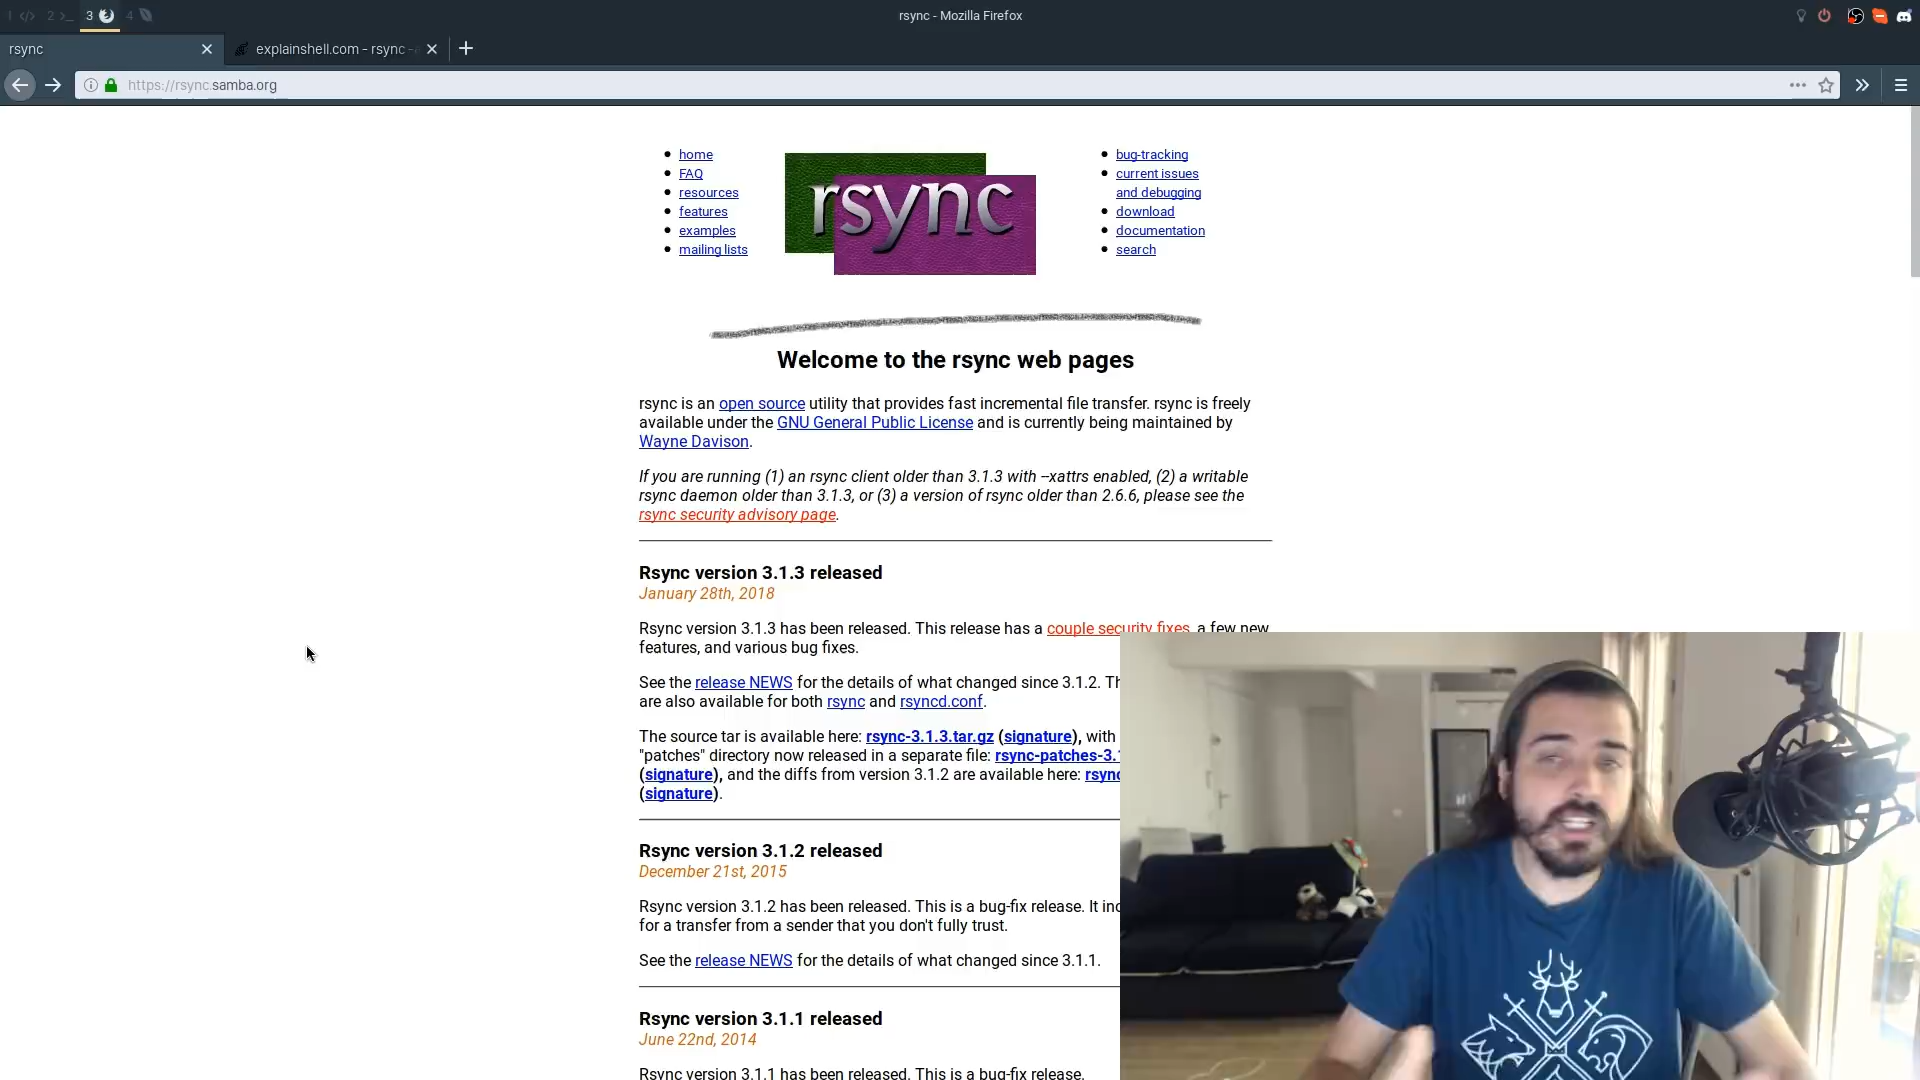 2 >_ 3 4
rsync - Mozilla Firefox
rsync
explainshell.com - rsync -
https://rsync.samba.org
home
FAQ
resources
features
examples
mailing lists
rsync
bug-tracking
current issues
and debugging
download
documentation
search
Welcome to the rsync web pages
rsync is an open source utility that provides fast incremental file transfer. rsync is freely
available under the GNU General Public License and is currently being maintained by
Wayne Davison.
If you are running (1) an rsync client older than 3.1.3 with --xattrs enabled, (2) a writable
rsync daemon older than 3.1.3, or (3) a version of rsync older than 2.6.6, please see the
rsync security advisory page.
Rsync version 3.1.3 released
January 28th, 2018
Rsync version 3.1.3 has been released. This release has a couple security fixes, a few new
features, and various bug fixes.
See the release NEWS for the details of what changed since 3.1.2. Th
are also available for both rsync and rsyncd.conf.
The source tar is available here: rsync-3.1.3.tar.gz (signature), with
"patches" directory now released in a separate file: rsync-patches-3.1
(signature), and the diffs from version 3.1.2 are available here: rsync
(signature).
Rsync version 3.1.2 released
December 21st, 2015
Rsync version 3.1.2 has been released. This is a bug-fix release. It inc
for a transfer from a sender that you don't fully trust.
See the release NEWS for the details of what changed since 3.1.1.
Rsync version 3.1.1 released
June 22nd, 2014
Rsync version 3.1.1 has been released. This is a bug-fix release.